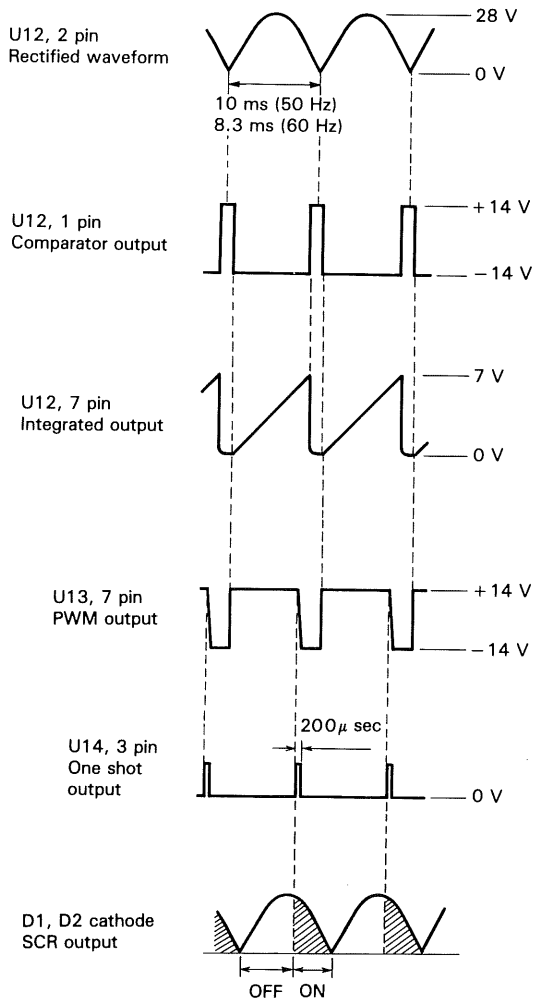 U12, 2 pin
Rectified waveform
28 V
0 V
10 ms (50 Hz)
8.3 ms (60 Hz)
U12, 1 pin
Comparator output
+14 V
−14 V
U12, 7 pin
Integrated output
7 V
0 V
U13, 7 pin
PWM output
+14 V
−14 V
200μ sec
U14, 3 pin
One shot
output
0 V
D1, D2 cathode
SCR output
OFF ON